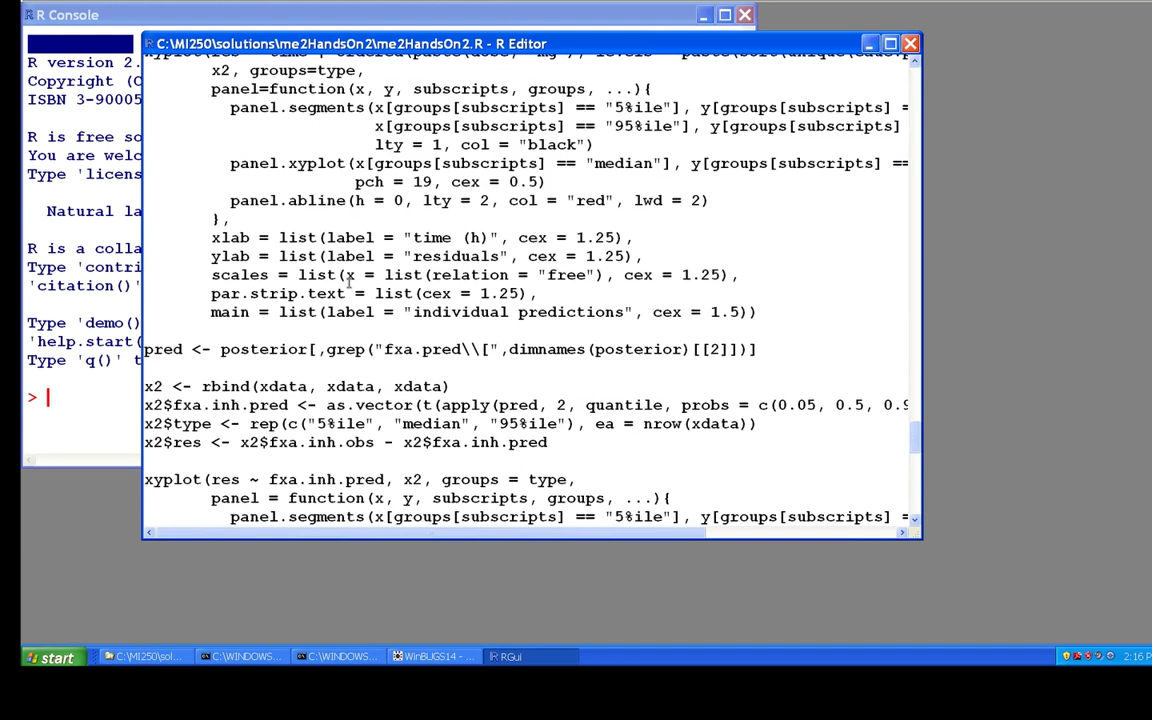 R Console
C:\MI250\solutions\me2HandsOn2\me2HandsOn2.R - R Editor
R version 2.
Copyright (C
ISBN 3-90005
R is free so
You are welc
Type 'licens
Natural la
R is a colla
Type 'contri
'citation()'
Type 'demo()
'help.start(
Type 'q()' t
>
x2, groups=type,
panel=function(x, y, subscripts, groups, ...){
panel.segments(x[groups[subscripts] == "5%ile"], y[groups[subscripts] =
x[groups[subscripts] == "95%ile"], y[groups[subscripts]
lty = 1, col = "black")
panel.xyplot(x[groups[subscripts] == "median"], y[groups[subscripts] ==
pch = 19, cex = 0.5)
panel.abline(h = 0, lty = 2, col = "red", lwd = 2)
},
xlab = list(label = "time (h)", cex = 1.25),
ylab = list(label = "residuals", cex = 1.25),
scales = list(x = list(relation = "free"), cex = 1.25),
par.strip.text = list(cex = 1.25),
main = list(label = "individual predictions", cex = 1.5))
pred <- posterior[,grep("fxa.pred\\[",dimnames(posterior)[[2]])]
x2 <- rbind(xdata, xdata, xdata)
x2$fxa.inh.pred <- as.vector(t(apply(pred, 2, quantile, probs = c(0.05, 0.5, 0.9
x2$type <- rep(c("5%ile", "median", "95%ile"), ea = nrow(xdata))
x2$res <- x2$fxa.inh.obs - x2$fxa.inh.pred
xyplot(res ~ fxa.inh.pred, x2, groups = type,
panel = function(x, y, subscripts, groups, ...){
panel.segments(x[groups[subscripts] == "5%ile"], y[groups[subscripts] =
start
C:\MI250\sol...
C:\WINDOWS...
C:\WINDOWS...
WinBUGS14 - ...
RGui
2:16 P